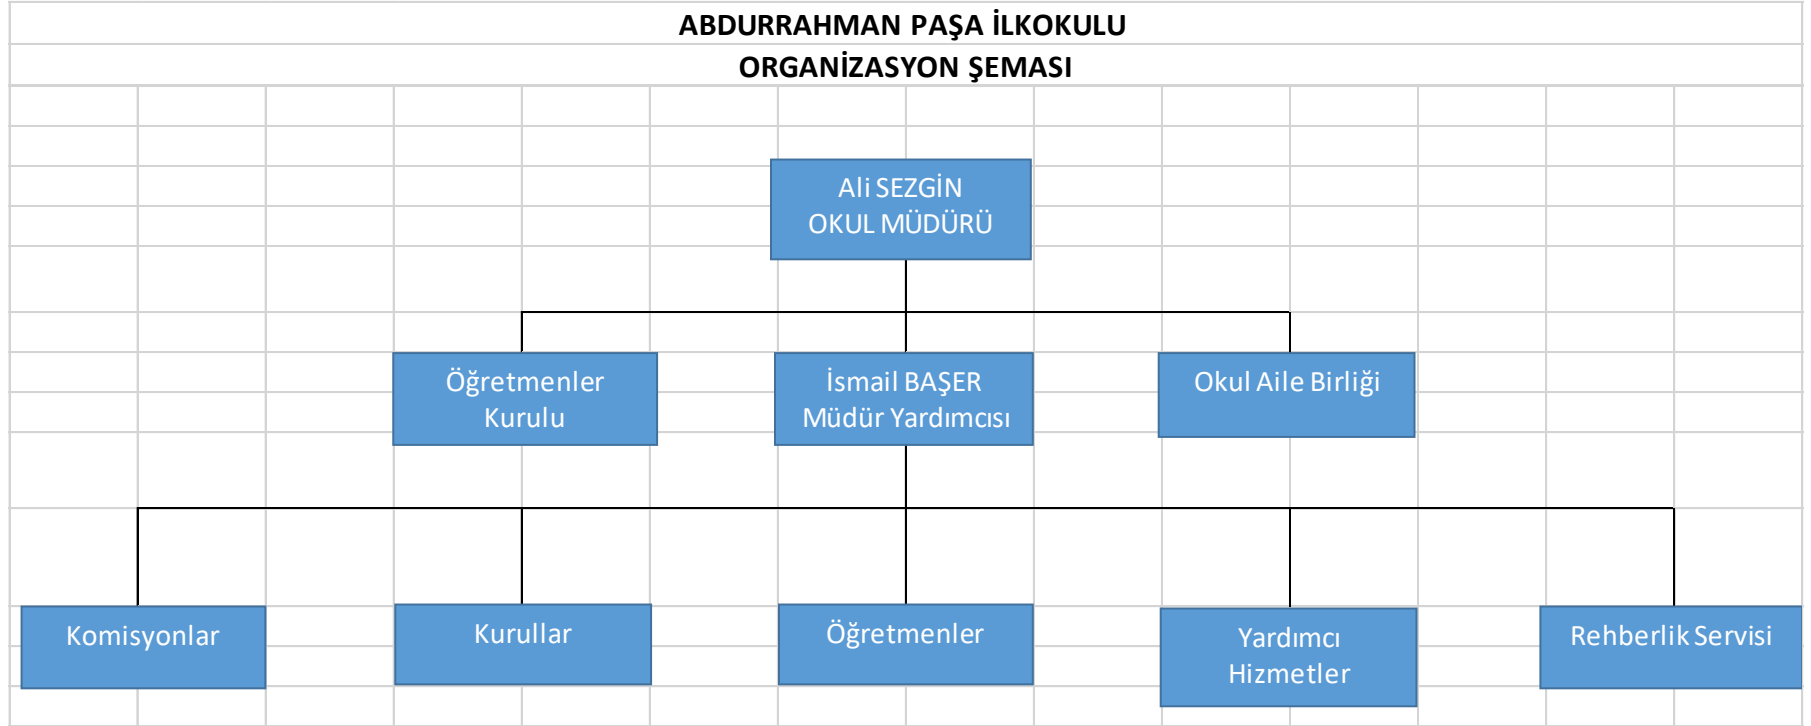 ABDURRAHMAN PAŞA İLKOKULU
ORGANİZASYON ŞEMASI
Ali SEZGİN
OKUL MÜDÜRÜ
Öğretmenler
Kurulu
İsmail BAŞER
Müdür Yardımcısı
Okul Aile Birliği
Komisyonlar
Kurullar
Öğretmenler
Yardımcı
Hizmetler
Rehberlik Servisi